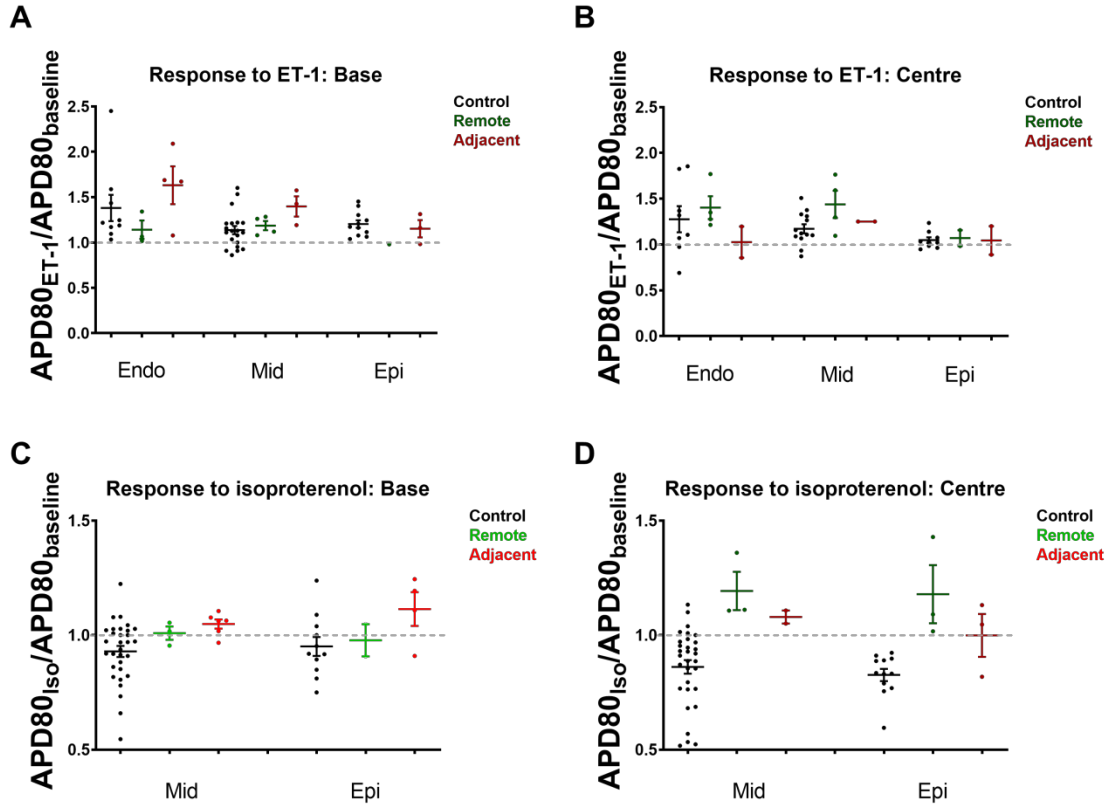 A
Response to ET-1: Base
APD80ET-1/APD80baseline
2.5
2.0
1.5
1.0
0.5
0.0
Endo Mid Epi
Control
Remote
Adjacent
B
Response to ET-1: Centre
APD80ET-1/APD80baseline
2.5
2.0
1.5
1.0
0.5
0.0
Endo Mid Epi
Control
Remote
Adjacent
C
Response to isoproterenol: Base
APD80Iso/APD80baseline
1.5
1.0
0.5
Mid Epi
Control
Remote
Adjacent
D
Response to isoproterenol: Centre
APD80Iso/APD80baseline
1.5
1.0
0.5
Mid Epi
Control
Remote
Adjacent